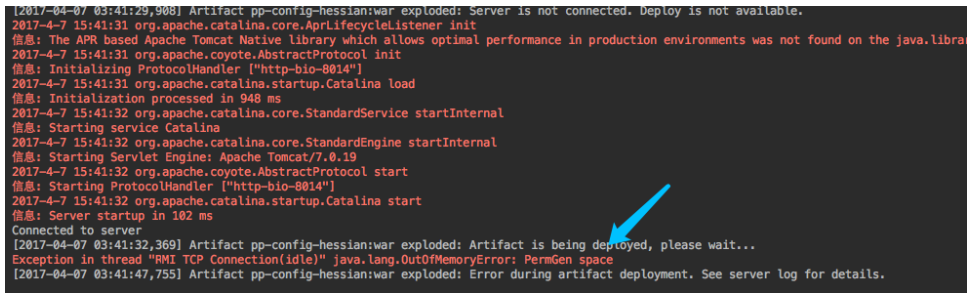 [2017-04-07 03:41:29,908] Artifact pp-config-hessian:war exploded: Server is not connected. Deploy is not available.
2017-4-7 15:41:31 org.apache.catalina.core.AprLifecycleListener init
信息: The APR based Apache Tomcat Native library which allows optimal performance in production environments was not found on the java.librar
2017-4-7 15:41:31 org.apache.coyote.AbstractProtocol init
信息: Initializing ProtocolHandler ["http-bio-8014"]
2017-4-7 15:41:31 org.apache.catalina.startup.Catalina load
信息: Initialization processed in 948 ms
2017-4-7 15:41:32 org.apache.catalina.core.StandardService startInternal
信息: Starting service Catalina
2017-4-7 15:41:32 org.apache.catalina.core.StandardEngine startInternal
信息: Starting Servlet Engine: Apache Tomcat/7.0.19
2017-4-7 15:41:32 org.apache.coyote.AbstractProtocol start
信息: Starting ProtocolHandler ["http-bio-8014"]
2017-4-7 15:41:32 org.apache.catalina.startup.Catalina start
信息: Server startup in 102 ms
Connected to server
[2017-04-07 03:41:32,369] Artifact pp-config-hessian:war exploded: Artifact is being deployed, please wait...
Exception in thread "RMI TCP Connection(idle)" java.lang.OutOfMemoryError: PermGen space
[2017-04-07 03:41:47,755] Artifact pp-config-hessian:war exploded: Error during artifact deployment. See server log for details.